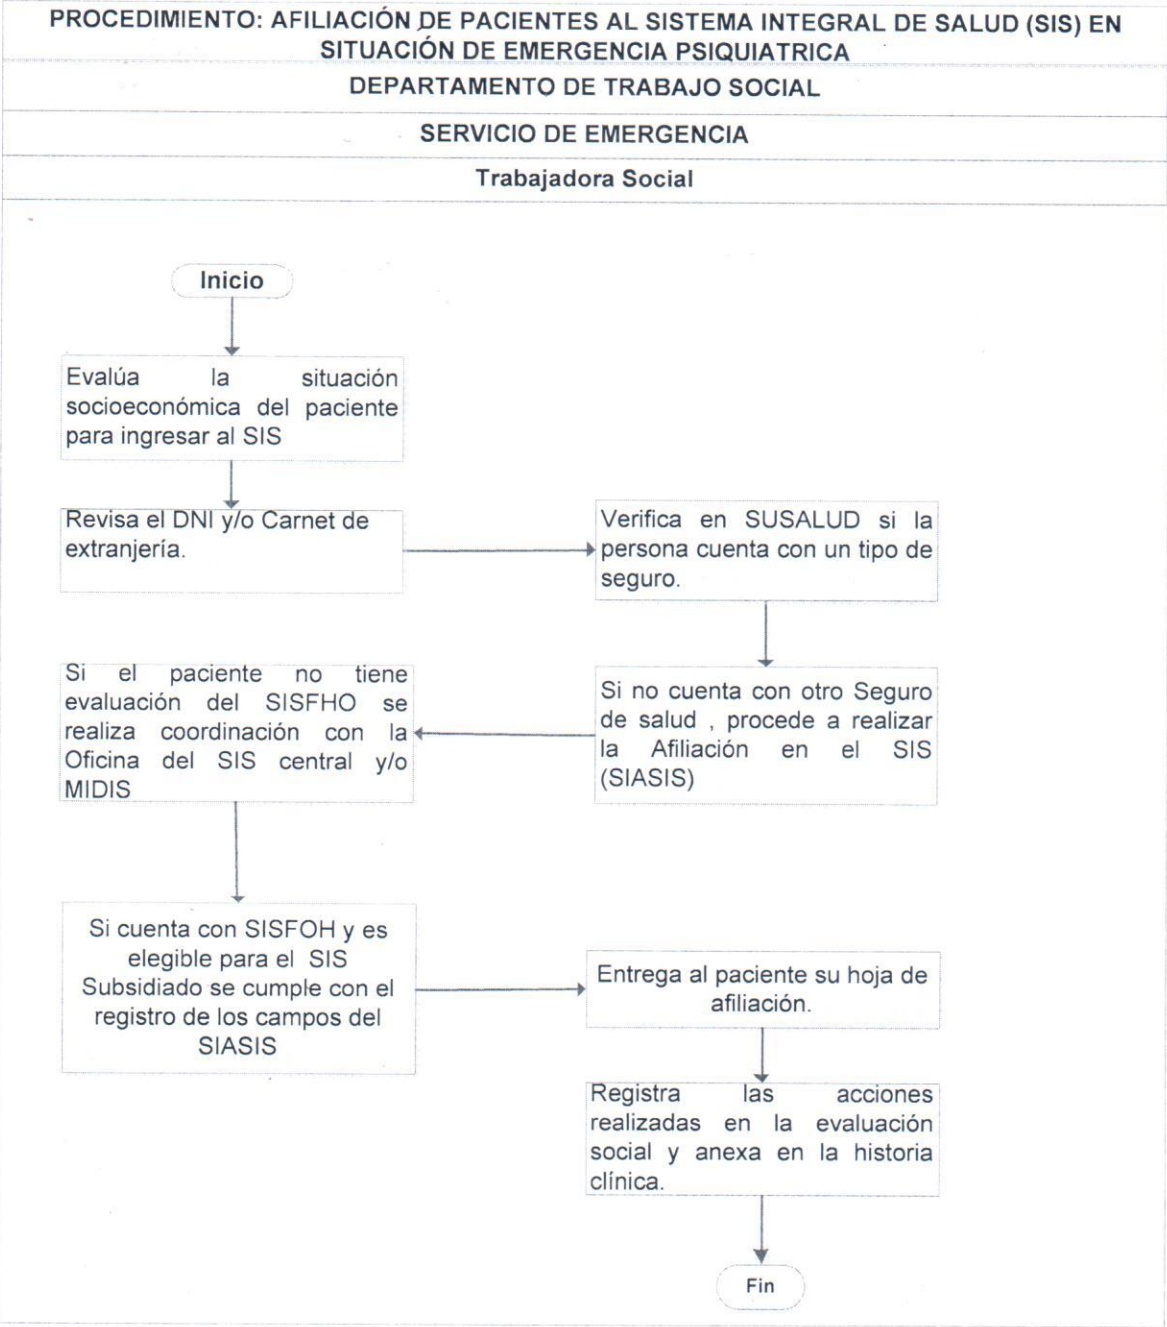 PROCEDIMIENTO: AFILIACIÓN DE PACIENTES AL SISTEMA INTEGRAL DE SALUD (SIS) EN
SITUACIÓN DE EMERGENCIA PSIQUIATRICA
DEPARTAMENTO DE TRABAJO SOCIAL
SERVICIO DE EMERGENCIA
Trabajadora Social
Inicio
Evalúa la situación
socioeconómica del paciente
para ingresar al SIS
Revisa el DNI y/o Carnet de
extranjería.
Verifica en SUSALUD si la
persona cuenta con un tipo de
seguro.
Si no cuenta con otro Seguro
de salud , procede a realizar
la Afiliación en el SIS
(SIASIS)
Si el paciente no tiene
evaluación del SISFHO se
realiza coordinación con la
Oficina del SIS central y/o
MIDIS
Si cuenta con SISFOH y es
elegible para el SIS
Subsidiado se cumple con el
registro de los campos del
SIASIS
Entrega al paciente su hoja de
afiliación.
Registra las acciones
realizadas en la evaluación
social y anexa en la historia
clínica.
Fin